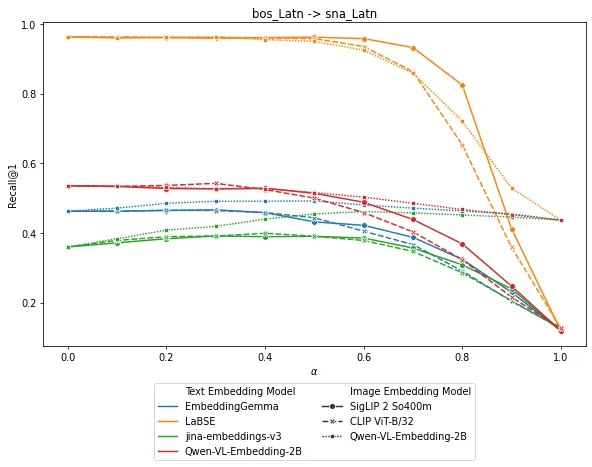 bos_Latn -> sna_Latn
1.0
0.8
0.6
0.4
0.2
Recall@1
0.0 0.2 0.4 0.6 0.8 1.0
α
Text Embedding Model Image Embedding Model
EmbeddingGemma SigLIP 2 So400m
LaBSE CLIP ViT-B/32
jina-embeddings-v3 Qwen-VL-Embedding-2B
Qwen-VL-Embedding-2B